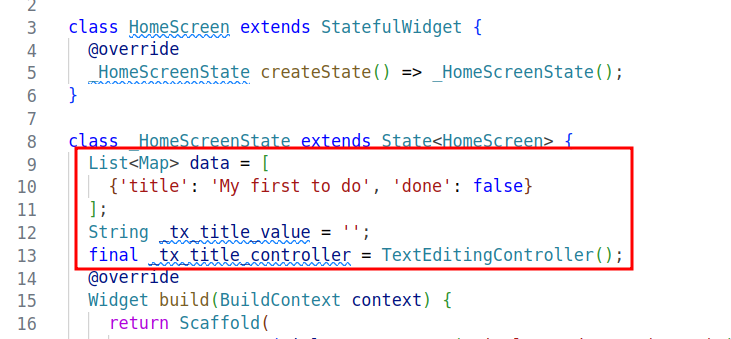 2
3 class HomeScreen extends StatefulWidget {
4 @override
5 _HomeScreenState createState() => _HomeScreenState();
6 }
7
8 class _HomeScreenState extends State<HomeScreen> {
9 List<Map> data = [
10 {'title': 'My first to do', 'done': false}
11 ];
12 String _tx_title_value = '';
13 final _tx_title_controller = TextEditingController();
14 @override
15 Widget build(BuildContext context) {
16 return Scaffold(